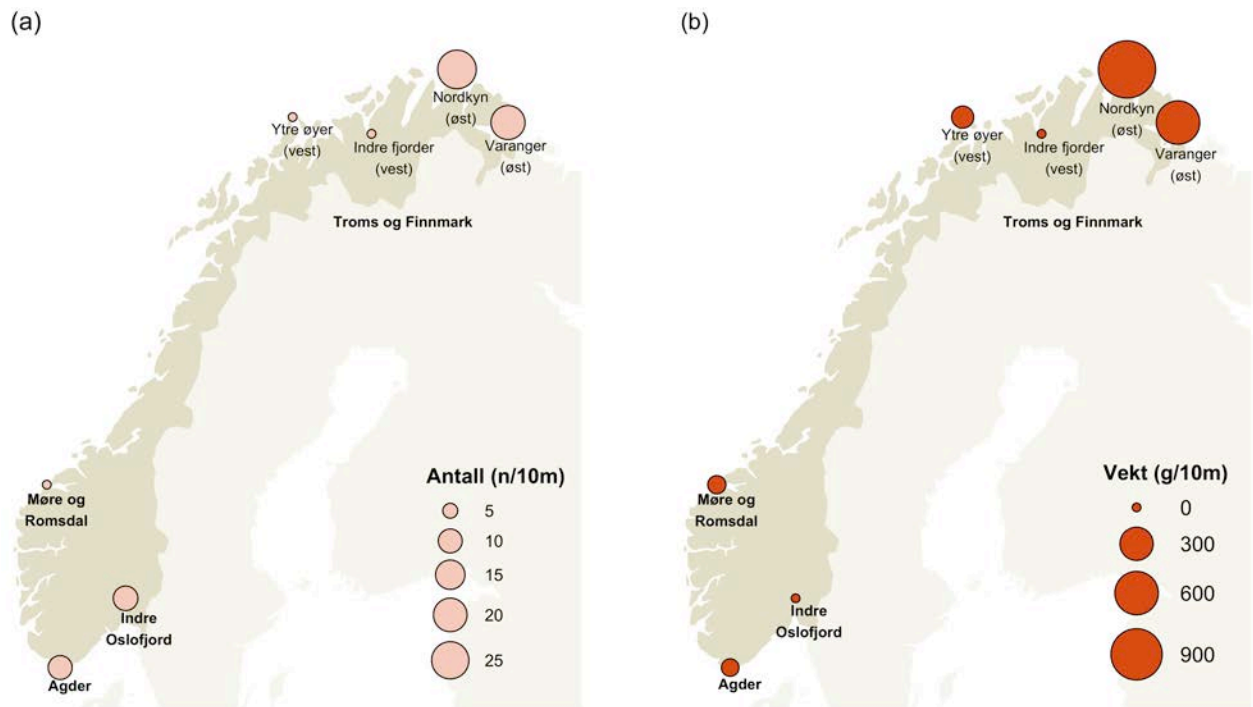 (a)
Nordkyn
(øst)
Ytre øyer
(vest)
Indre fjorder
(vest)
Varanger
(øst)
Troms og Finnmark
Møre og
Romsdal
Indre
Oslofjord
Agder
Antall (n/10m)
5
10
15
20
25
(b)
Nordkyn
(øst)
Ytre øyer
(vest)
Indre fjorder
(vest)
Varanger
(øst)
Troms og Finnmark
Møre og
Romsdal
Indre
Oslofjord
Agder
Vekt (g/10m)
0
300
600
900